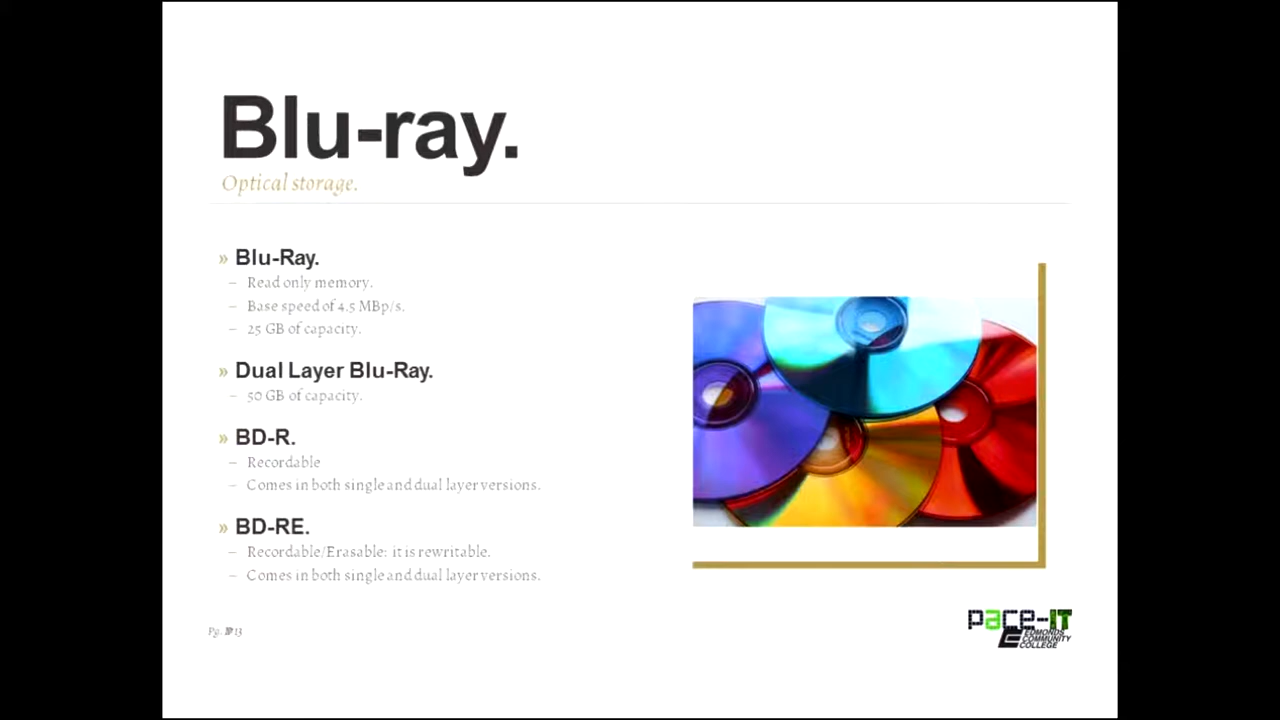 Blu-ray.
Optical storage.
» Blu-Ray.
– Read only memory.
– Base speed of 4.5 MBp/s.
– 25 GB of capacity.
» Dual Layer Blu-Ray.
– 50 GB of capacity.
» BD-R.
– Recordable
– Comes in both single and dual layer versions.
» BD-RE.
– Recordable/Erasable: it is rewritable.
– Comes in both single and dual layer versions.
Pg. 13
pace-IT
EDMONDS
COMMUNITY
COLLEGE